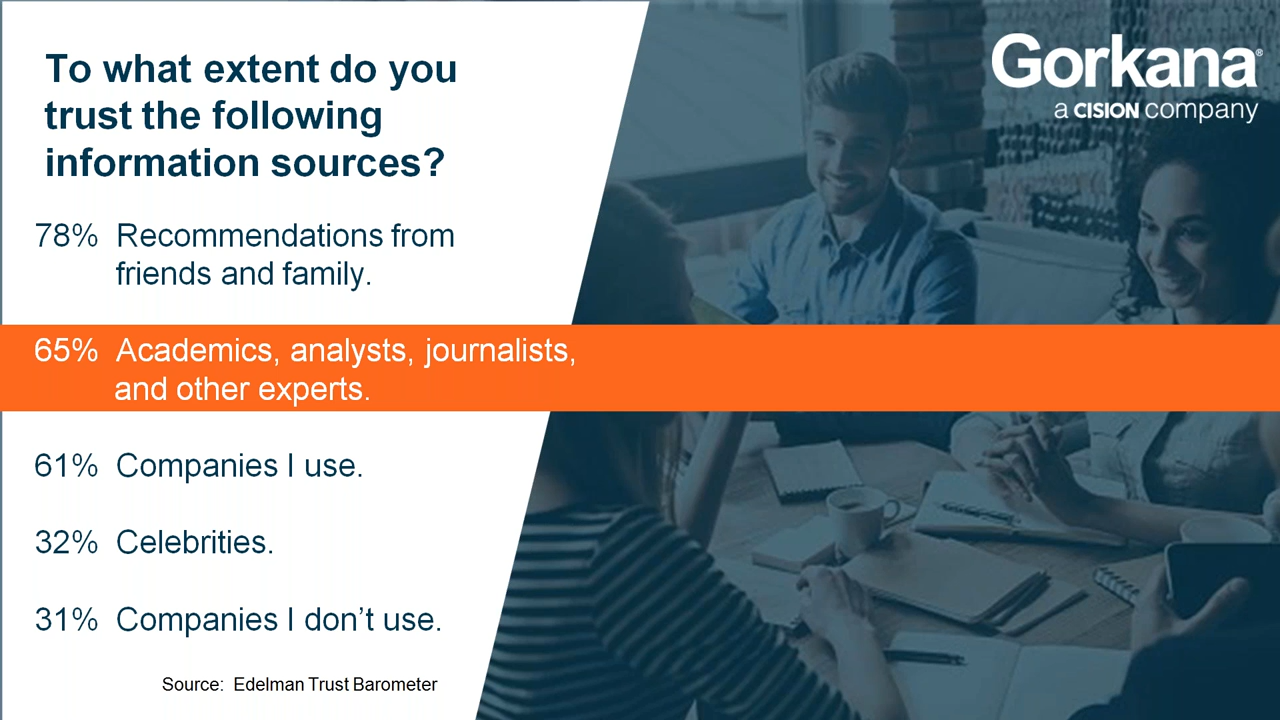 To what extent do you
trust the following
information sources?
Gorkana®
a CISION company
78% Recommendations from
friends and family.
65% Academics, analysts, journalists,
and other experts.
61% Companies I use.
32% Celebrities.
31% Companies I don’t use.
Source: Edelman Trust Barometer